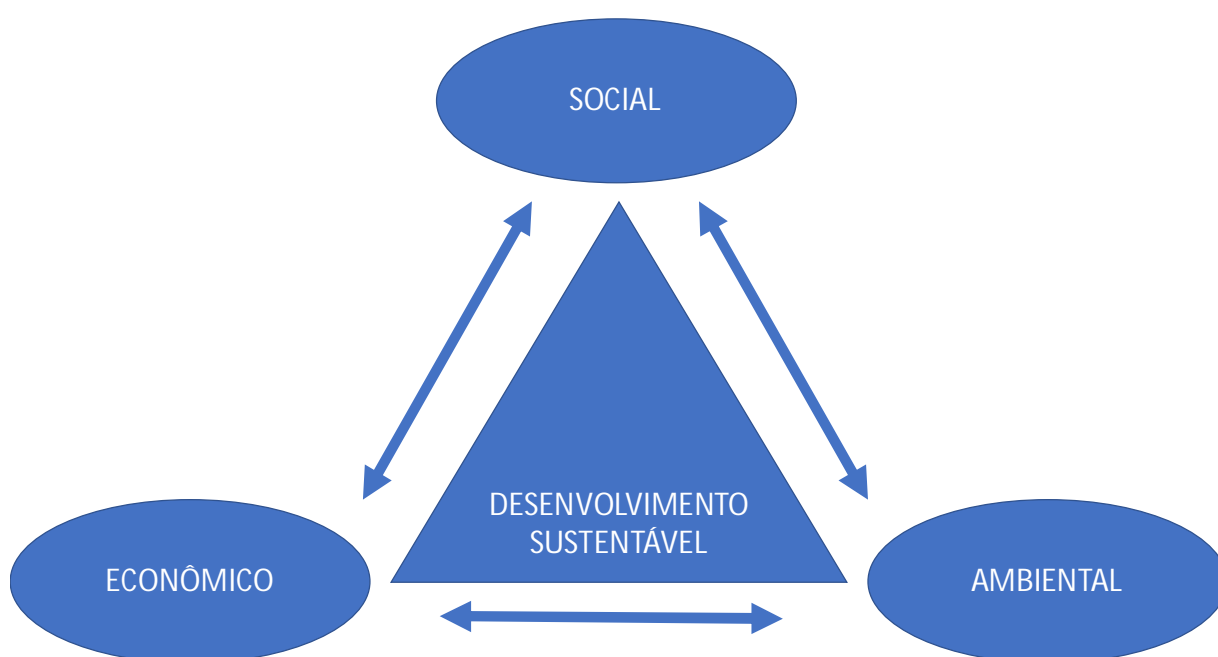 SOCIAL
DESENVOLVIMENTO
SUSTENTÁVEL
ECONÔMICO
AMBIENTAL